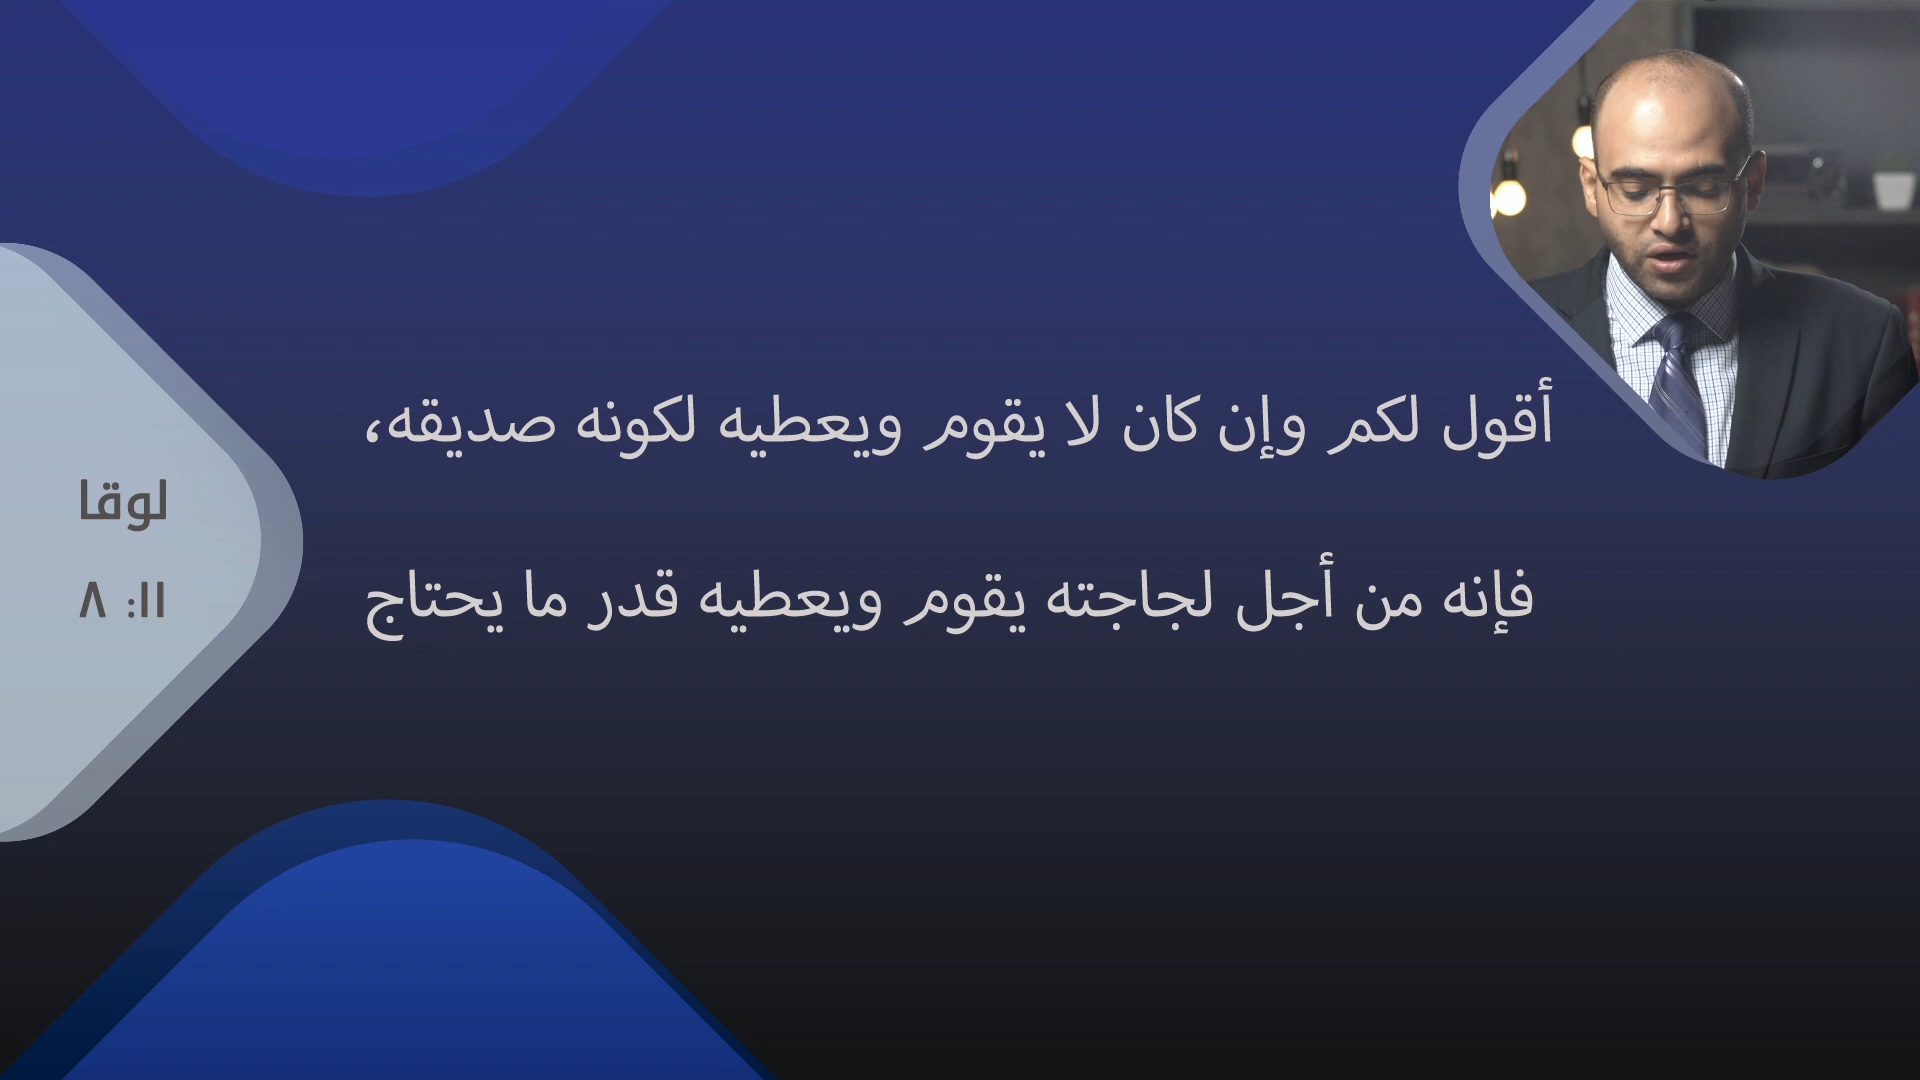 أقول لكم وإن كان لا يقوم ويعطيه لكونه صديقه،
فإنه من أجل لجاجته يقوم ويعطيه قدر ما يحتاج
لوقا
١١: ٨